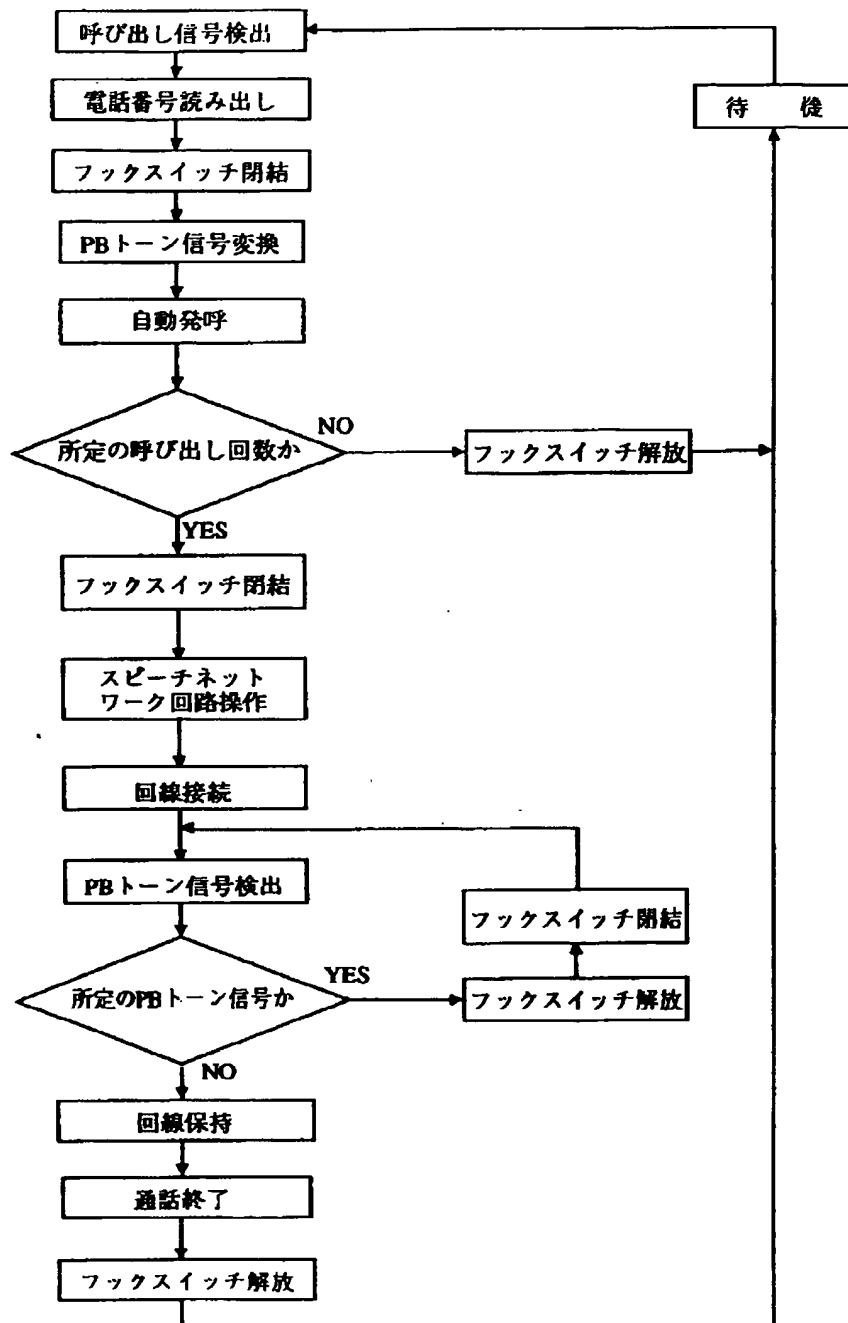 呼び出し信号検出
待 機
電話番号読み出し
フックスイッチ閉結
PBトーン信号変換
自動発呼
所定の呼び出し回数か
NO
フックスイッチ解放
YES
フックスイッチ閉結
スピーチネット
ワーク回路操作
回線接続
PBトーン信号検出
フックスイッチ閉結
所定のPBトーン信号か
YES
フックスイッチ解放
NO
回線保持
通話終了
フックスイッチ解放